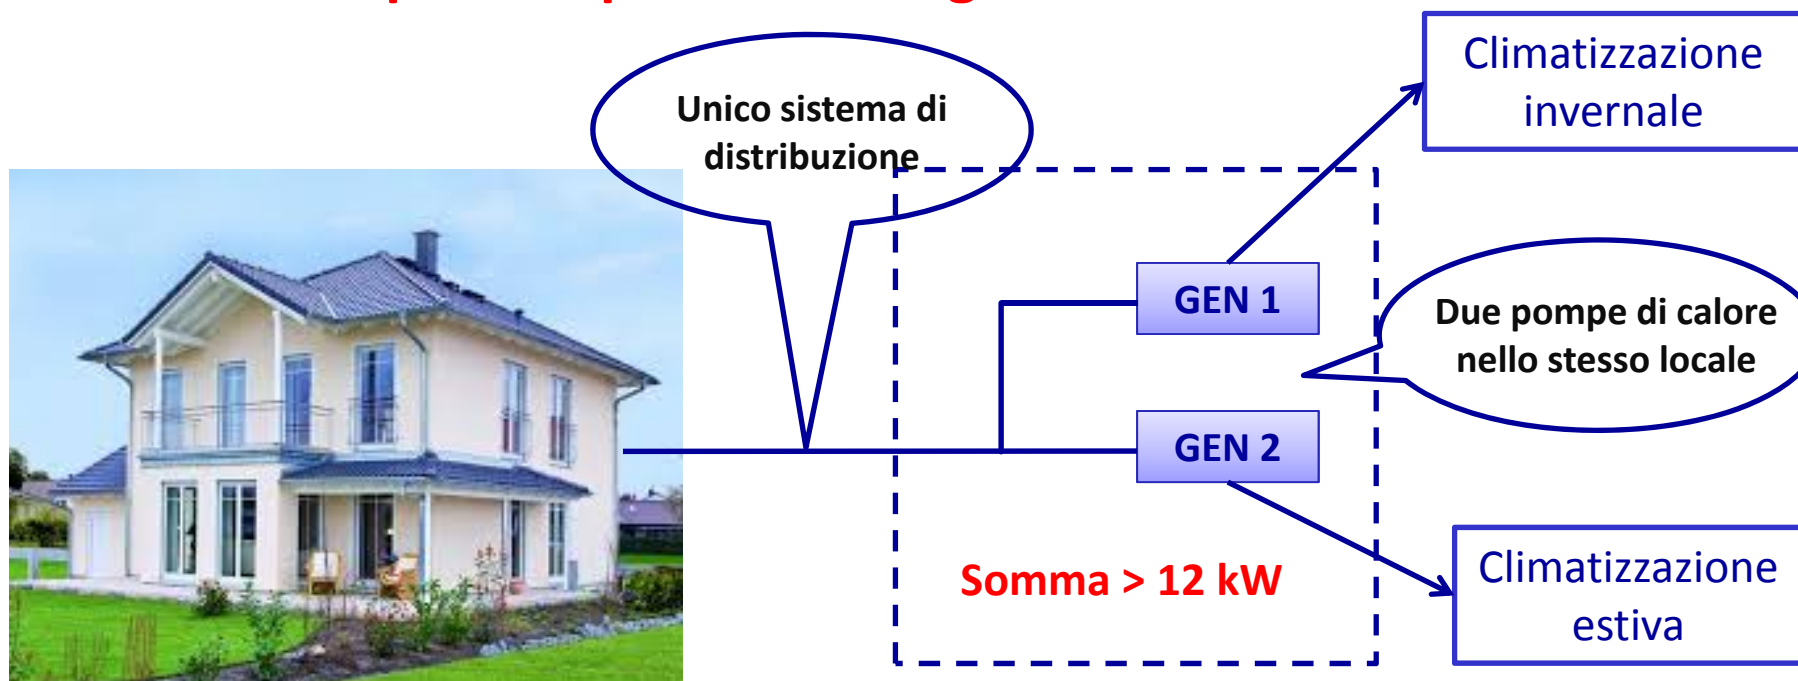 Climatizzazione
invernale
Unico sistema di
distribuzione
GEN 1
Due pompe di calore
nello stesso locale
GEN 2
Somma > 12 kW
Climatizzazione
estiva